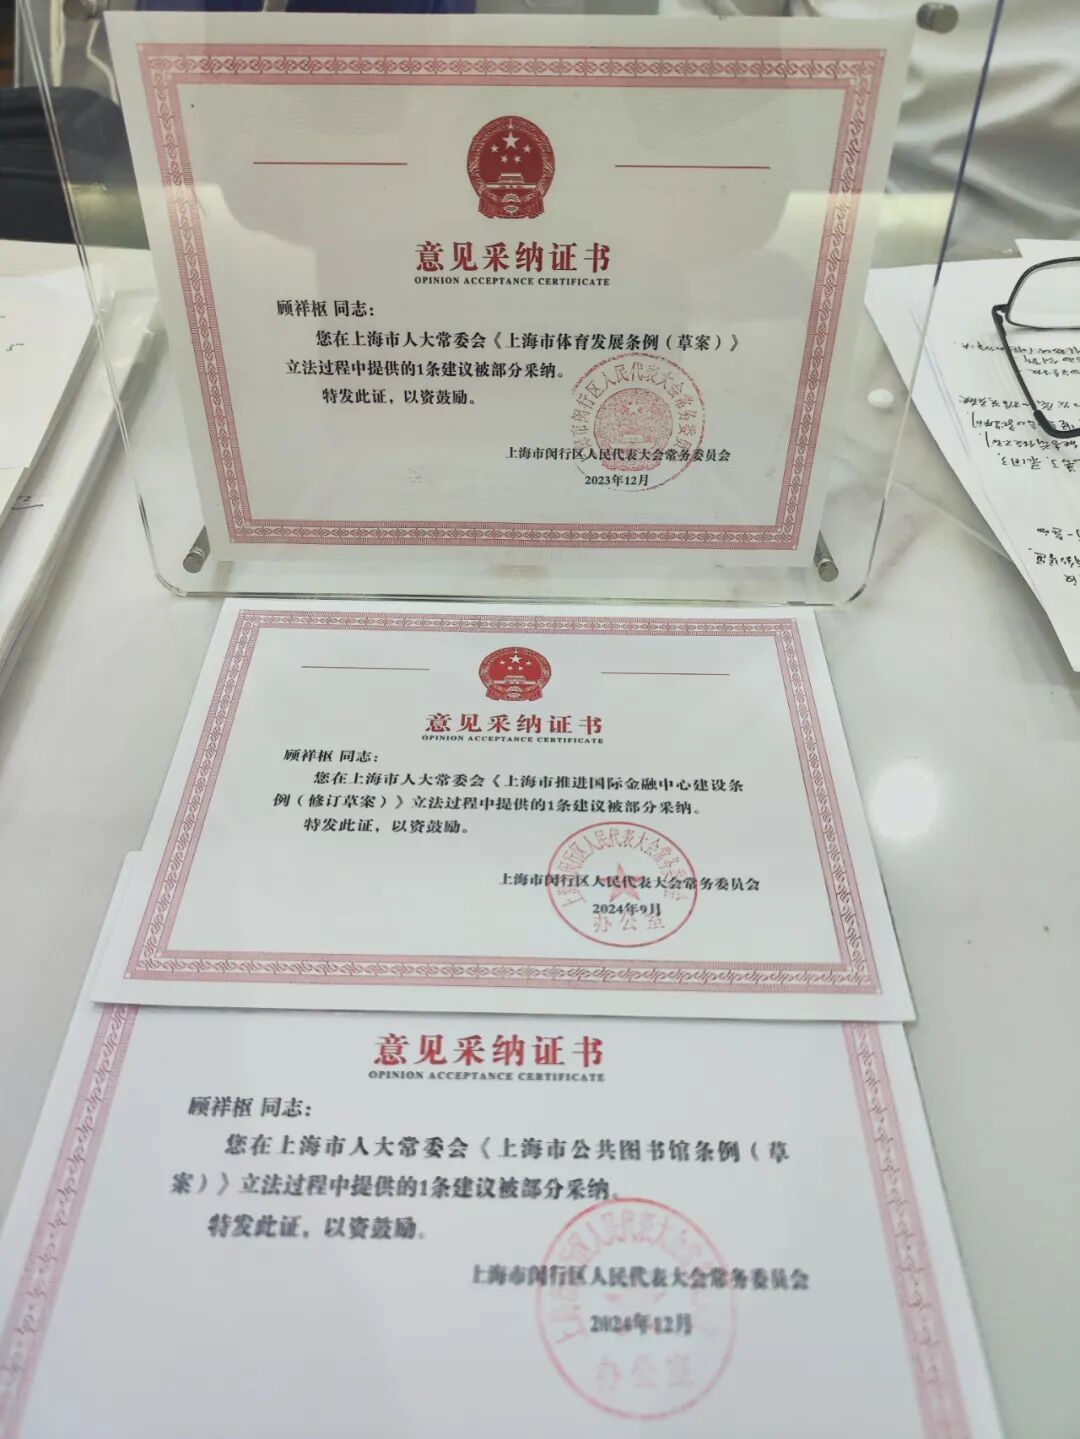 意见采纳证书
OPINION ACCEPTANCE CERTIFICATE
顾祥枢 同志：
您在上海市人大常委会《上海市体育发展条例（草案）》
立法过程中提供的1条建议被部分采纳。
特发此证，以资鼓励。
上海市闵行区人民代表大会常务委员会
2023年12月
意见采纳证书
OPINION ACCEPTANCE CERTIFICATE
顾祥枢 同志：
您在上海市人大常委会《上海市推进国际金融中心建设条
例（修订草案）》立法过程中提供的1条建议被部分采纳。
特发此证，以资鼓励。
上海市闵行区人民代表大会常务委员会
2024年9月
办公室
意见采纳证书
OPINION ACCEPTANCE CERTIFICATE
顾祥枢 同志：
您在上海市人大常委会《上海市公共图书馆条例（草
案）》立法过程中提供的1条建议被部分采纳。
特发此证，以资鼓励。
上海市闵行区人民代表大会常务委员会
2024年12月
办公室